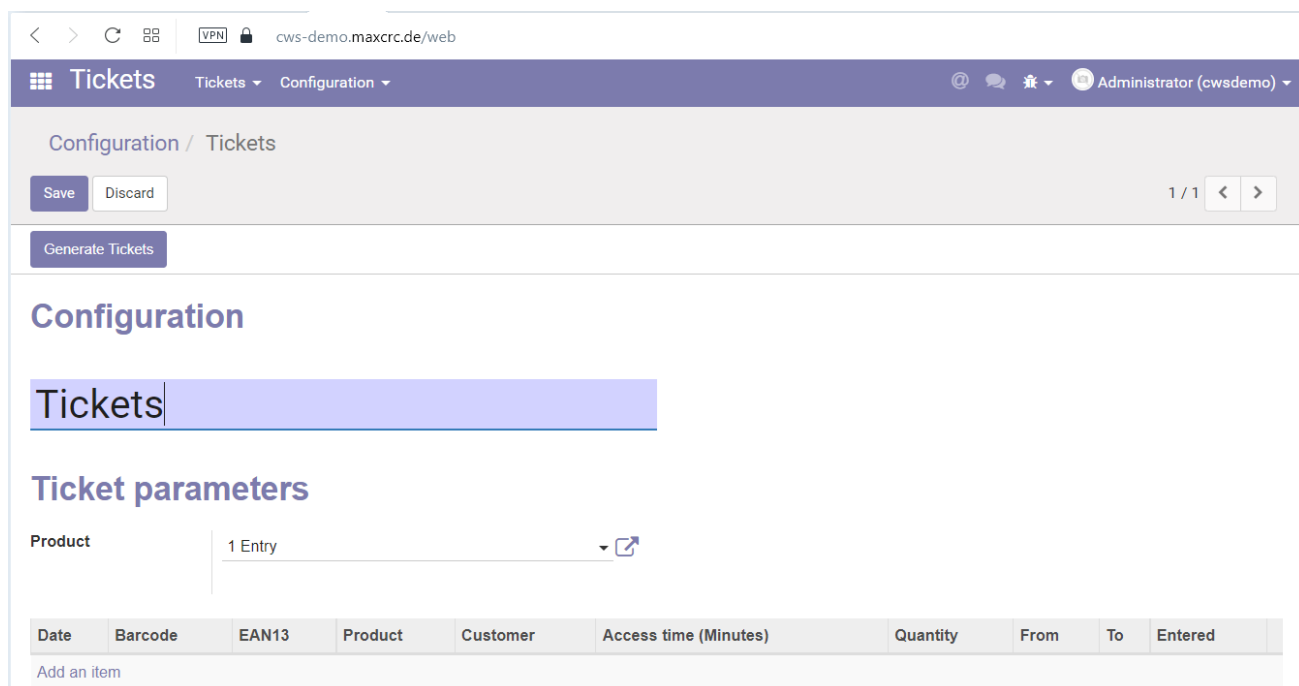 VPN cws-demo.maxcrc.de/web
Tickets Tickets Configuration @ Administrator (cwsdemo)
Configuration / Tickets
Save Discard 1 / 1
Generate Tickets
Configuration
Tickets
Ticket parameters
Product 1 Entry
Date Barcode EAN13 Product Customer Access time (Minutes) Quantity From To Entered
Add an item